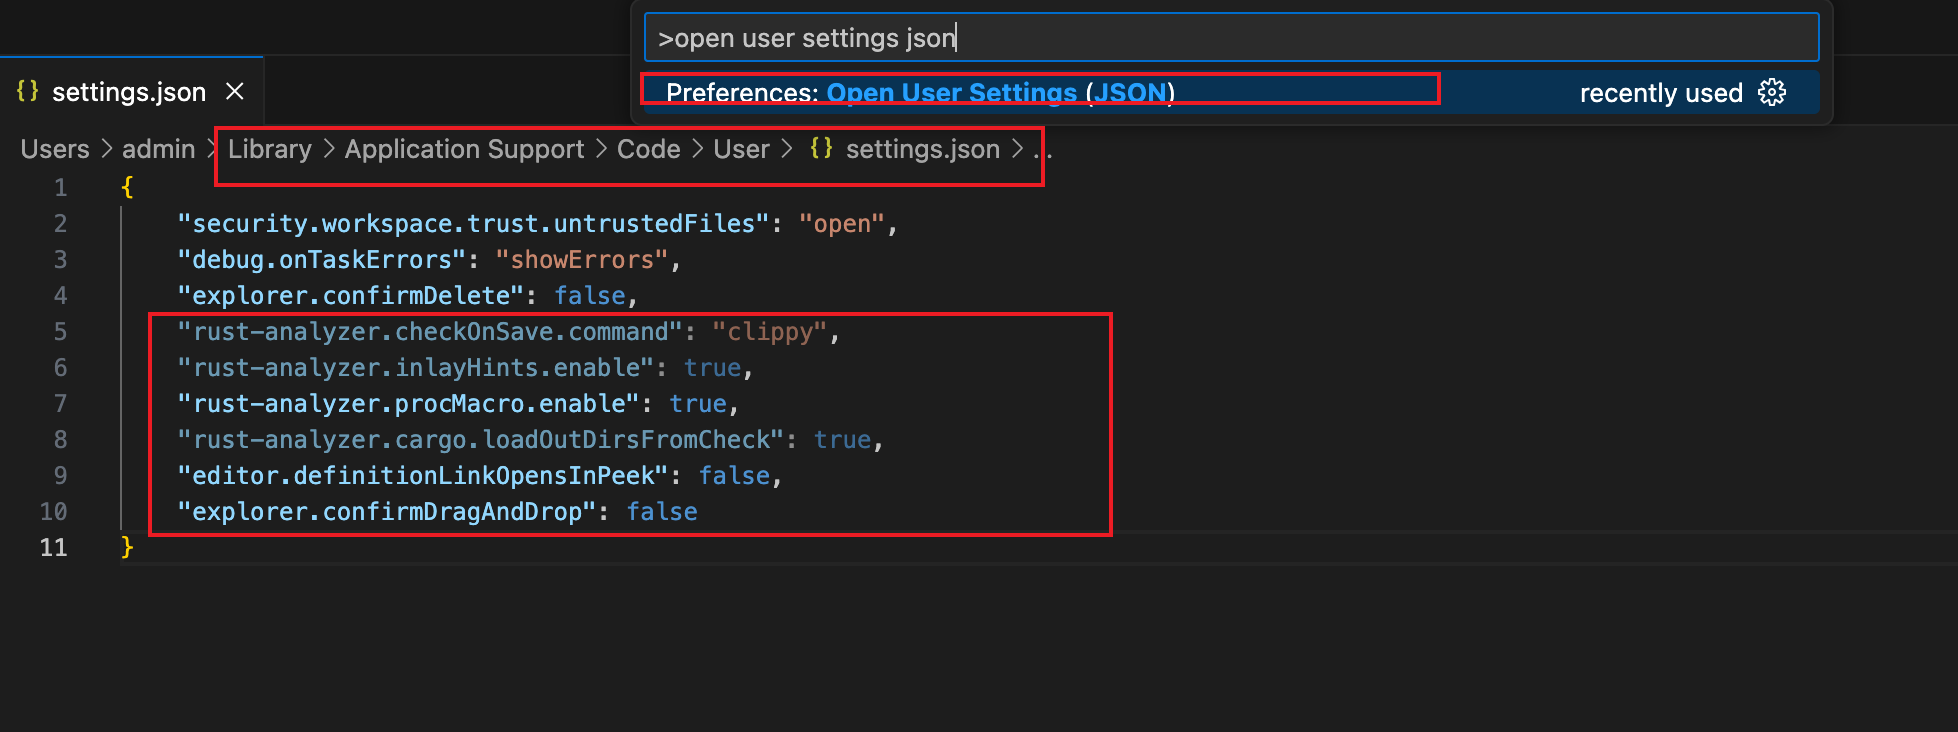 >open user settings json
Preferences: Open User Settings (JSON) recently used
{} settings.json
Users > admin > Library > Application Support > Code > User > {} settings.json > ...
1 {
2 "security.workspace.trust.untrustedFiles": "open",
3 "debug.onTaskErrors": "showErrors",
4 "explorer.confirmDelete": false,
5 "rust-analyzer.checkOnSave.command": "clippy",
6 "rust-analyzer.inlayHints.enable": true,
7 "rust-analyzer.procMacro.enable": true,
8 "rust-analyzer.cargo.loadOutDirsFromCheck": true,
9 "editor.definitionLinkOpensInPeek": false,
10 "explorer.confirmDragAndDrop": false
11 }